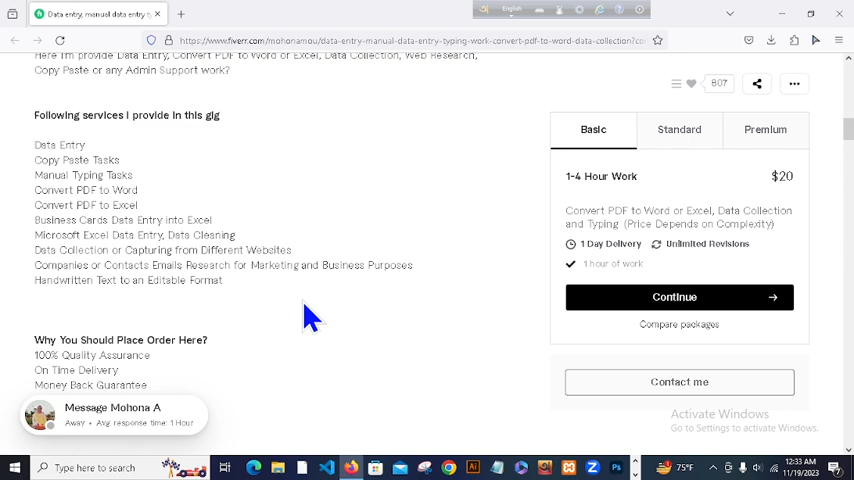 Data entry, manual data entry ty
English
https://www.fiverr.com/mohonamou/data-entry-manual-data-entry-typing-work-convert-pdf-to-word-data-collection?co
Here I'm provide Data Entry, Convert PDF to Word or Excel, Data Collection, Web Research,
Copy Paste or any Admin Support work?
807
Following services I provide in this gig
Data Entry
Copy Paste Tasks
Manual Typing Tasks
Convert PDF to Word
Convert PDF to Excel
Business Cards Data Entry into Excel
Microsoft Excel Data Entry, Data Cleaning
Data Collection or Capturing from Different Websites
Companies or Contacts Emails Research for Marketing and Business Purposes
Handwritten Text to an Editable Format
Why You Should Place Order Here?
100% Quality Assurance
On Time Delivery
Money Back Guarantee
Message Mohona A
Away • Avg. response time: 1 Hour
Basic Standard Premium
1-4 Hour Work $20
Convert PDF to Word or Excel, Data Collection
and Typing (Price Depends on Complexity)
1 Day Delivery Unlimited Revisions
1 hour of work
Continue
Compare packages
Contact me
Activate Windows
Go to Settings to activate Windows.
Type here to search
75°F
12:33 AM
11/19/2023
7